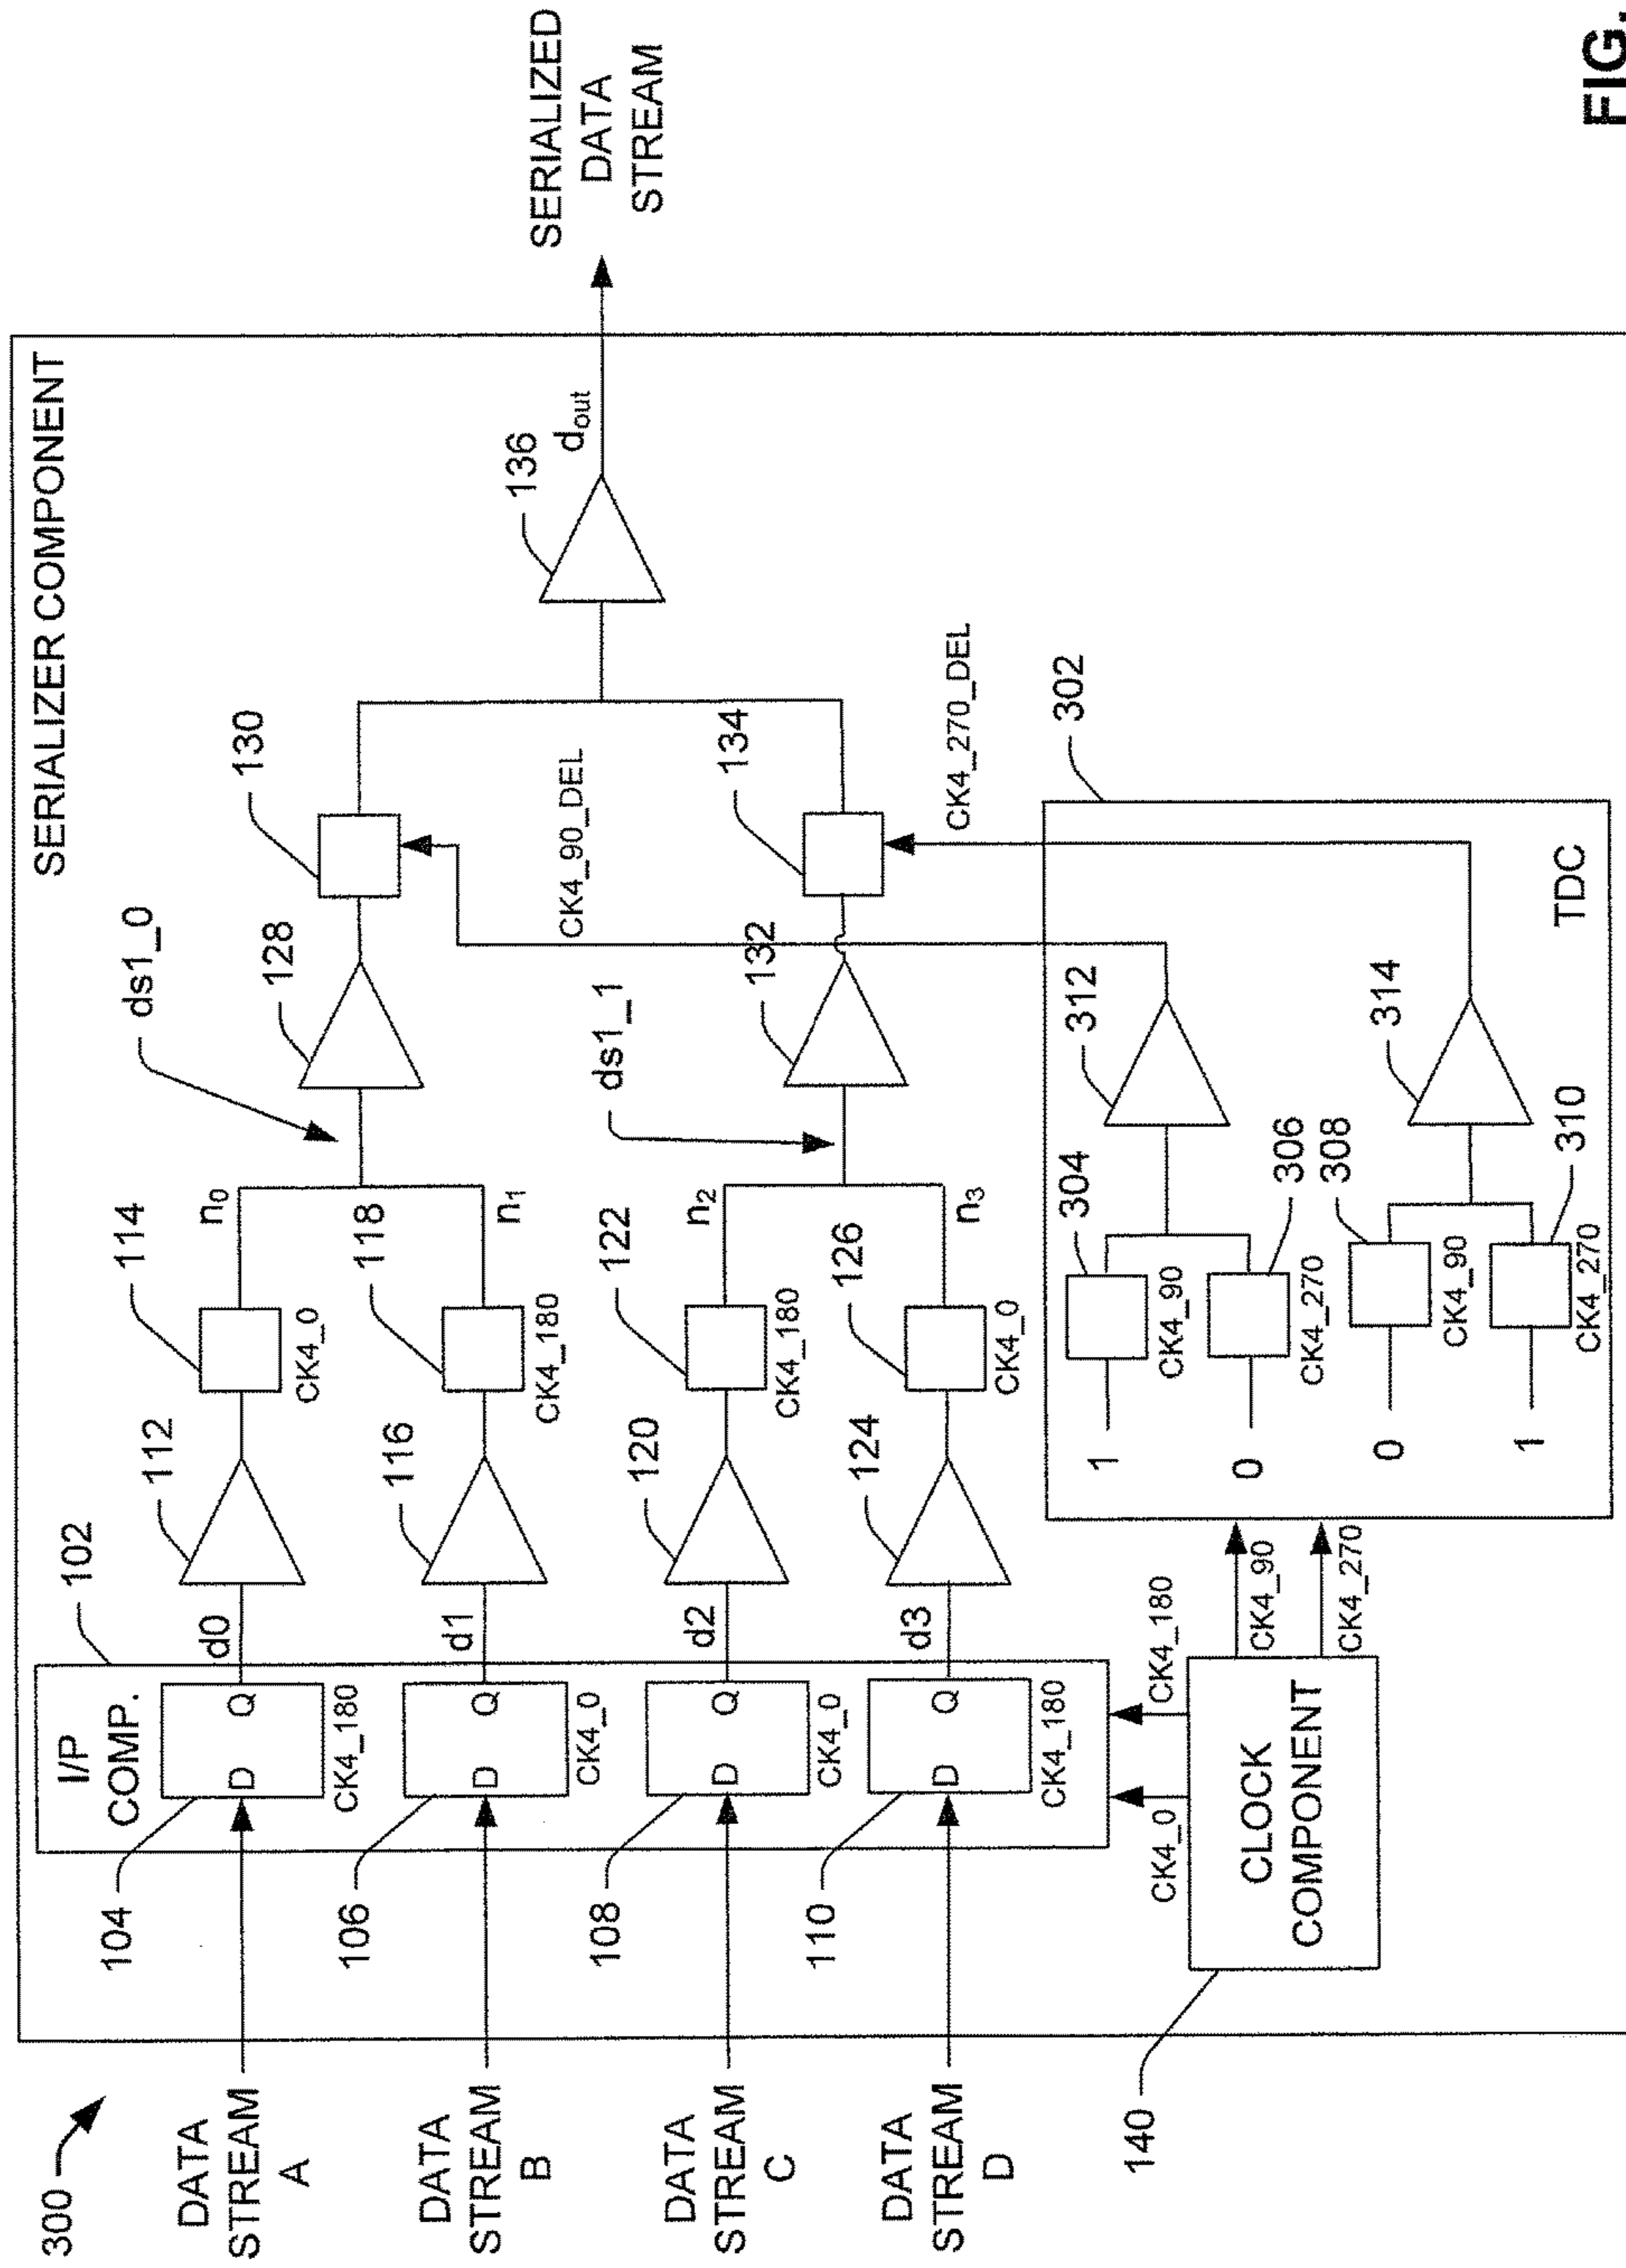 300
SERIALIZER COMPONENT
DATA
STREAM
A
DATA
STREAM
B
DATA
STREAM
C
DATA
STREAM
D
102
I/P
COMP.
104
D Q
CK4_180
106
D Q
CK4_0
108
D Q
CK4_0
110
D Q
CK4_180
d0
d1
d2
d3
112
116
120
124
114
CK4_0
118
CK4_180
122
CK4_180
126
CK4_0
n0
n1
n2
n3
ds1_0
128
ds1_1
132
130
CK4_90_DEL
134
CK4_270_DEL
136
dout
SERIALIZED
DATA
STREAM
140
CLOCK
COMPONENT
CK4_0
CK4_180
CK4_90
CK4_270
302
TDC
1
304
CK4_90
0
306
CK4_270
0
308
CK4_90
1
310
CK4_270
312
314
FIG.